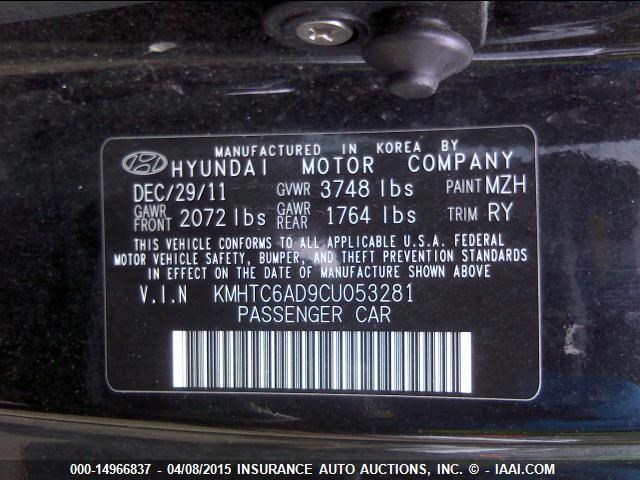 MANUFACTURED IN KOREA BY
HYUNDAI MOTOR COMPANY
DEC/29/11 GVWR 3748 lbs PAINT MZH
GAWR FRONT 2072 lbs GAWR REAR 1764 lbs TRIM RY
THIS VEHICLE CONFORMS TO ALL APPLICABLE U.S.A. FEDERAL
MOTOR VEHICLE SAFETY, BUMPER, AND THEFT PREVENTION STANDARDS
IN EFFECT ON THE DATE OF MANUFACTURE SHOWN ABOVE
V.I.N KMHTC6AD9CU053281
PASSENGER CAR
000-14966837 - 04/08/2015 INSURANCE AUTO AUCTIONS, INC. - © - IAAI.COM